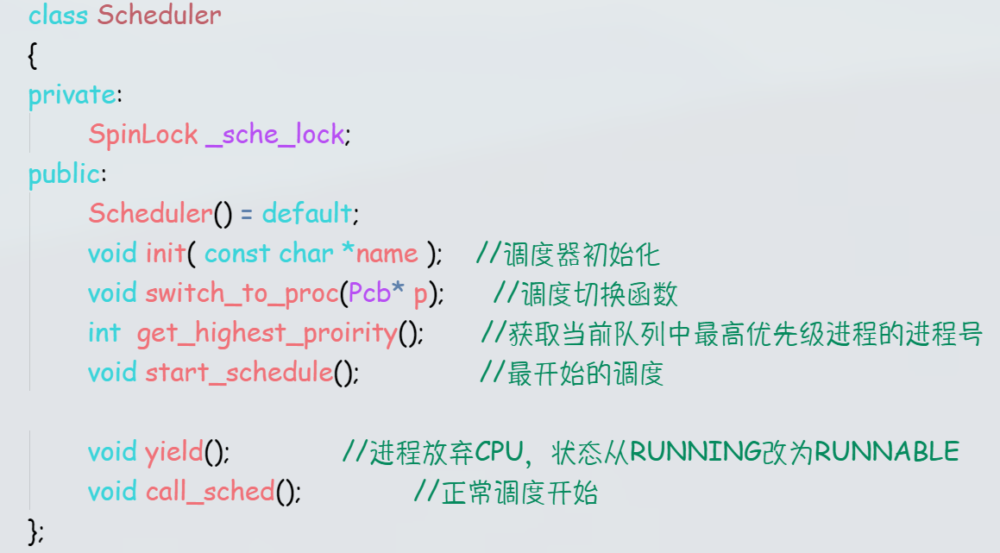 class Scheduler
{
private:
SpinLock _sche_lock;
public:
Scheduler() = default;
void init( const char *name ); //调度器初始化
void switch_to_proc(Pcb* p); //调度切换函数
int get_highest_proirity(); //获取当前队列中最高优先级进程的进程号
void start_schedule(); //最开始的调度
void yield(); //进程放弃CPU，状态从RUNNING改为RUNNABLE
void call_sched(); //正常调度开始
};